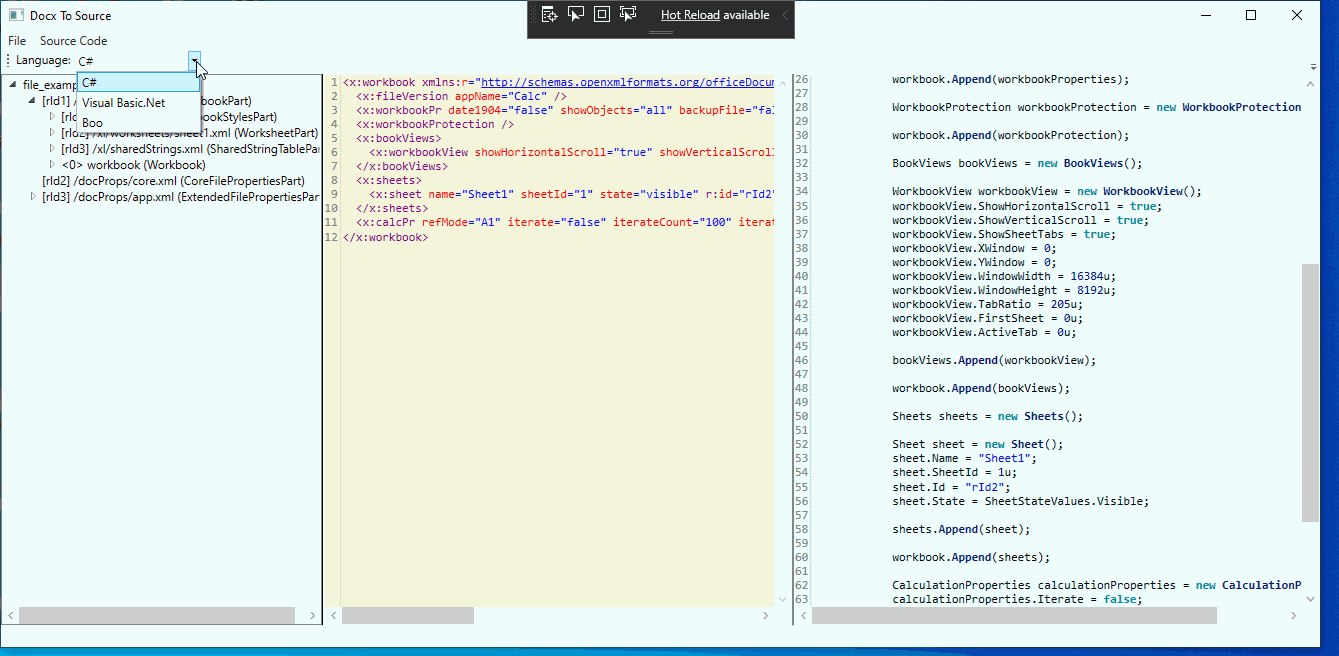 Docx To Source
Hot Reload available
File Source Code
Language: C#
C#
Visual Basic.Net
Boo
file_examp
[rId1] / bookPart)
[rId bookStylesPart)
[rId2] /xl/worksheets/sheet1.xml (WorksheetPart)
[rId3] /xl/sharedStrings.xml (SharedStringTablePar
<0> workbook (Workbook)
[rId2] /docProps/core.xml (CoreFilePropertiesPart)
[rId3] /docProps/app.xml (ExtendedFilePropertiesPar
1 <x:workbook xmlns:r="http://schemas.openxmlformats.org/officeDocu
2 <x:fileVersion appName="Calc" />
3 <x:workbookPr date1904="false" showObjects="all" backupFile="fal
4 <x:workbookProtection />
5 <x:bookViews>
6 <x:workbookView showHorizontalScroll="true" showVerticalScroll
7 </x:bookViews>
8 <x:sheets>
9 <x:sheet name="Sheet1" sheetId="1" state="visible" r:id="rId2"
10 </x:sheets>
11 <x:calcPr refMode="A1" iterate="false" iterateCount="100" iterat
12 </x:workbook>
26 workbook.Append(workbookProperties);
27
28 WorkbookProtection workbookProtection = new WorkbookProtection
29
30 workbook.Append(workbookProtection);
31
32 BookViews bookViews = new BookViews();
33
34 WorkbookView workbookView = new WorkbookView();
35 workbookView.ShowHorizontalScroll = true;
36 workbookView.ShowVerticalScroll = true;
37 workbookView.ShowSheetTabs = true;
38 workbookView.XWindow = 0;
39 workbookView.YWindow = 0;
40 workbookView.WindowWidth = 16384u;
41 workbookView.WindowHeight = 8192u;
42 workbookView.TabRatio = 205u;
43 workbookView.FirstSheet = 0u;
44 workbookView.ActiveTab = 0u;
45
46 bookViews.Append(workbookView);
47
48 workbook.Append(bookViews);
49
50 Sheets sheets = new Sheets();
51
52 Sheet sheet = new Sheet();
53 sheet.Name = "Sheet1";
54 sheet.SheetId = 1u;
55 sheet.Id = "rId2";
56 sheet.State = SheetStateValues.Visible;
57
58 sheets.Append(sheet);
59
60 workbook.Append(sheets);
61
62 CalculationProperties calculationProperties = new CalculationP
63 calculationProperties.Iterate = false;